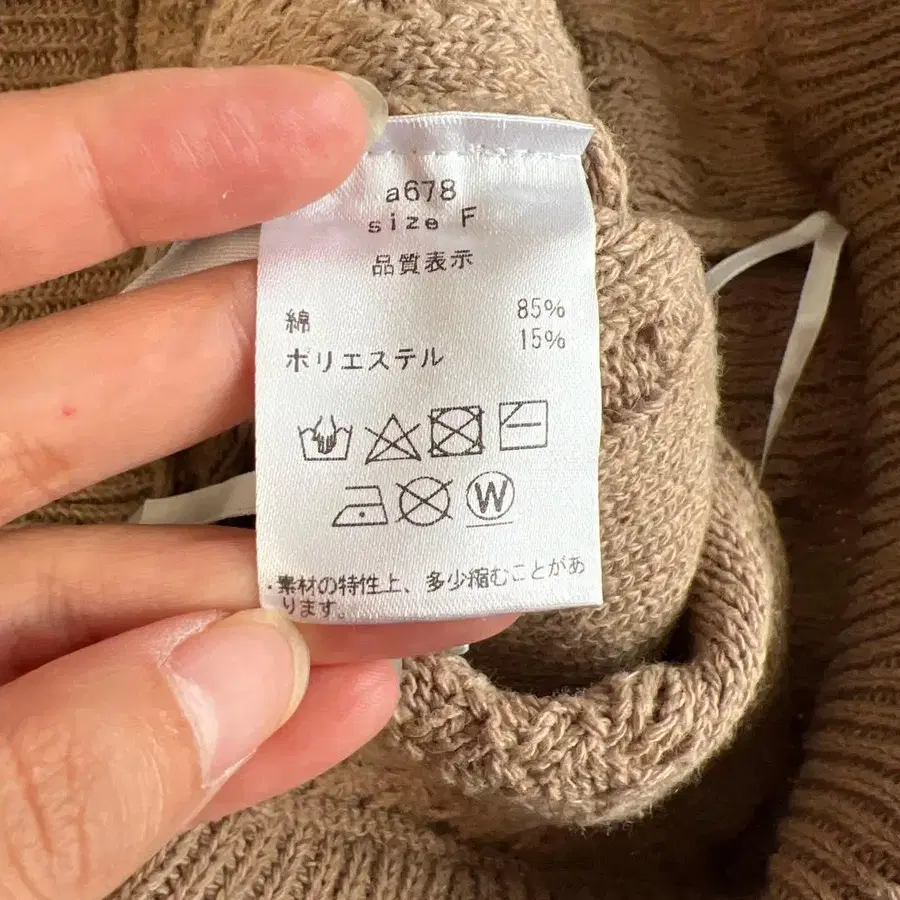 a678
size F
品質表示
綿 85%
ポリエステル 15%
W
・素材の特性上、多少縮むことがあ
ります。